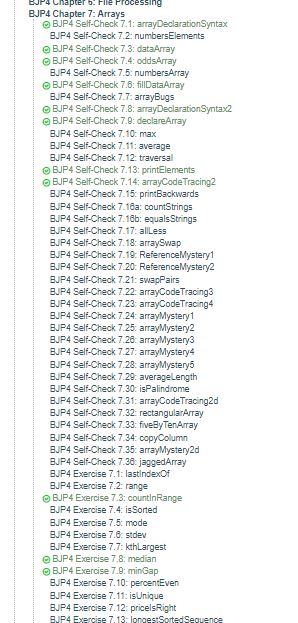 BJP4 Chapter 6: File Processing
BJP4 Chapter 7: Arrays
BJP4 Self-Check 7.1: arrayDeclarationSyntax
BJP4 Self-Check 7.2: numbersElements
BJP4 Self-Check 7.3: dataArray
BJP4 Self-Check 7.4: oddsArray
BJP4 Self-Check 7.5: numbersArray
BJP4 Self-Check 7.6: fillDataArray
BJP4 Self-Check 7.7: arrayBugs
BJP4 Self-Check 7.8: arrayDeclarationSyntax2
BJP4 Self-Check 7.9: declareArray
BJP4 Self-Check 7.10: max
BJP4 Self-Check 7.11: average
BJP4 Self-Check 7.12: traversal
BJP4 Self-Check 7.13: printElements
BJP4 Self-Check 7.14: arrayCodeTracing2
BJP4 Self-Check 7.15: printBackwards
BJP4 Self-Check 7.16a: countStrings
BJP4 Self-Check 7.16b: equalsStrings
BJP4 Self-Check 7.17: allLess
BJP4 Self-Check 7.18: arraySwap
BJP4 Self-Check 7.19: ReferenceMystery1
BJP4 Self-Check 7.20: ReferenceMystery2
BJP4 Self-Check 7.21: swapPairs
BJP4 Self-Check 7.22: arrayCodeTracing3
BJP4 Self-Check 7.23: arrayCodeTracing4
BJP4 Self-Check 7.24: arrayMystery1
BJP4 Self-Check 7.25: arrayMystery2
BJP4 Self-Check 7.26: arrayMystery3
BJP4 Self-Check 7.27: arrayMystery4
BJP4 Self-Check 7.28: arrayMystery5
BJP4 Self-Check 7.29: averageLength
BJP4 Self-Check 7.30: isPalindrome
BJP4 Self-Check 7.31: arrayCodeTracing2d
BJP4 Self-Check 7.32: rectangularArray
BJP4 Self-Check 7.33: fiveByTenArray
BJP4 Self-Check 7.34: copyColumn
BJP4 Self-Check 7.35: arrayMystery2d
BJP4 Self-Check 7.36: jaggedArray
BJP4 Exercise 7.1: lastIndexOf
BJP4 Exercise 7.2: range
BJP4 Exercise 7.3: countInRange
BJP4 Exercise 7.4: isSorted
BJP4 Exercise 7.5: mode
BJP4 Exercise 7.6: stdev
BJP4 Exercise 7.7: kthLargest
BJP4 Exercise 7.8: median
BJP4 Exercise 7.9: minGap
BJP4 Exercise 7.10: percentEven
BJP4 Exercise 7.11: isUnique
BJP4 Exercise 7.12: priceIsRight
BJP4 Exercise 7.13: longestSortedSequence